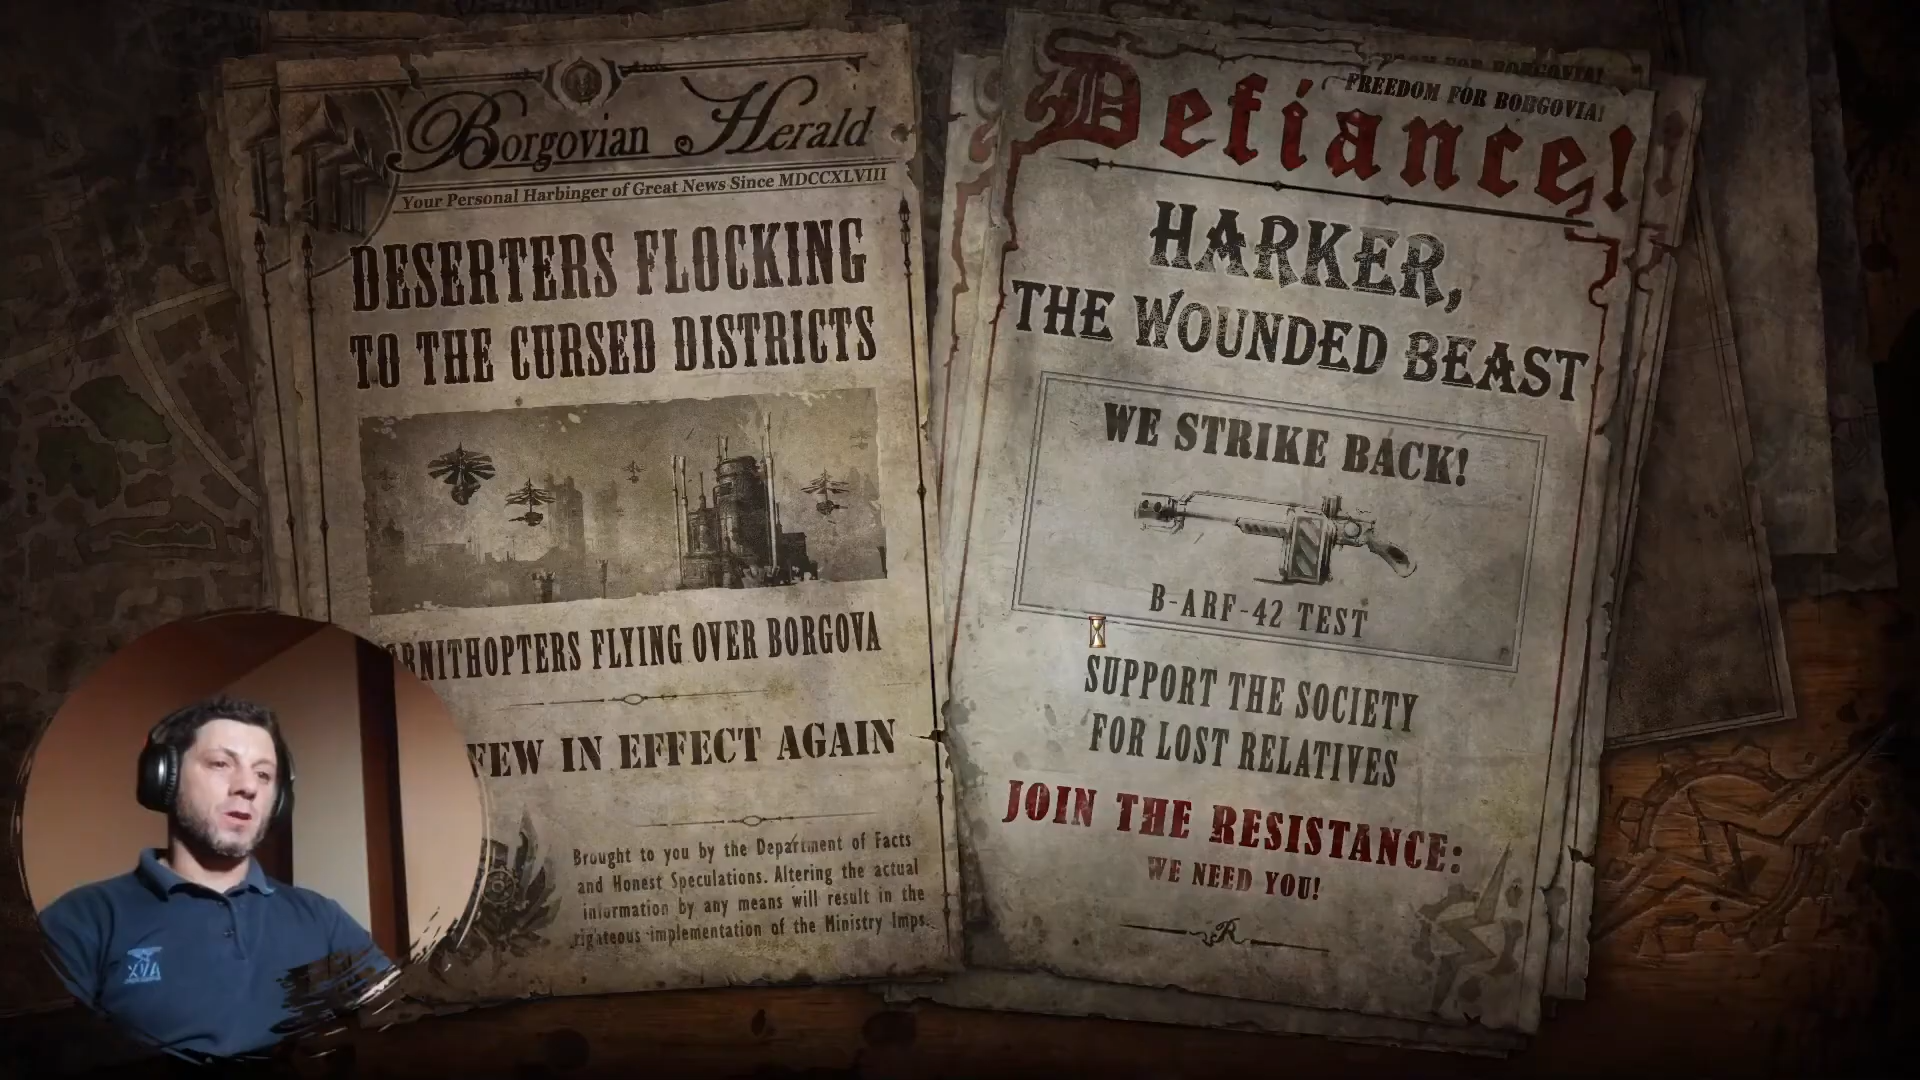 Borgovian Herald
Your Personal Harbinger of Great News Since MDCCXLVIII
DESERTERS FLOCKING
TO THE CURSED DISTRICTS
ORNITHOPTERS FLYING OVER BORGOVA
FEW IN EFFECT AGAIN
Brought to you by the Department of Facts
and Honest Speculations. Altering the actual
information by any means will result in the
righteous implementation of the Ministry Imps.
FREEDOM FOR BORGOVIA!
Defiance!
HARKER,
THE WOUNDED BEAST
WE STRIKE BACK!
B-ARF-42 TEST
SUPPORT THE SOCIETY
FOR LOST RELATIVES
JOIN THE RESISTANCE:
WE NEED YOU!
R
XVA